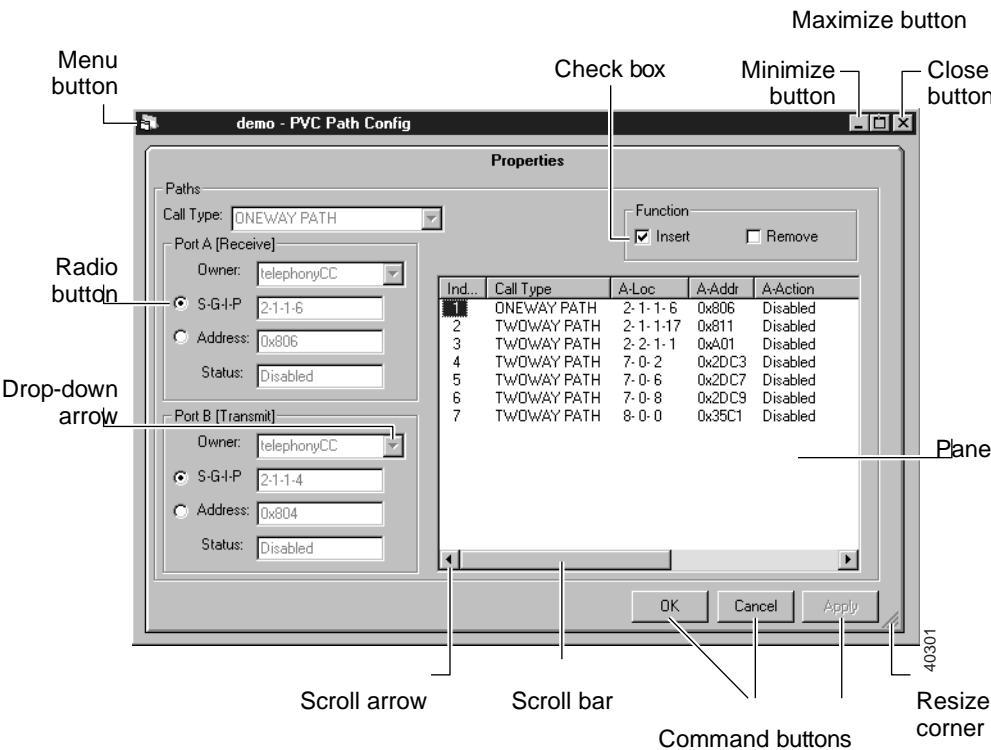 Maximize button
Menu
button
Check box
Minimize
button
Close
button
demo - PVC Path Config
Properties
Paths
Call Type: ONEWAY PATH
Function
Insert
Remove
Port A [Receive]
Owner: telephonyCC
Radio
button
S-G-I-P 2-1-1-6
Address: 0x806
Status: Disabled
Drop-down
arrow
Port B [Transmit]
Owner: telephonyCC
S-G-I-P 2-1-1-4
Address: 0x804
Status: Disabled
Ind... Call Type A-Loc A-Addr A-Action
1 ONEWAY PATH 2- 1- 1- 6 0x806 Disabled
2 TWOWAY PATH 2- 1- 1-17 0x811 Disabled
3 TWOWAY PATH 2- 2- 1- 1 0xA01 Disabled
4 TWOWAY PATH 7- 0- 2 0x2DC3 Disabled
5 TWOWAY PATH 7- 0- 6 0x2DC7 Disabled
6 TWOWAY PATH 7- 0- 8 0x2DC9 Disabled
7 TWOWAY PATH 8- 0- 0 0x35C1 Disabled
Pane
OK Cancel Apply
40301
Scroll arrow
Scroll bar
Command buttons
Resize
corner